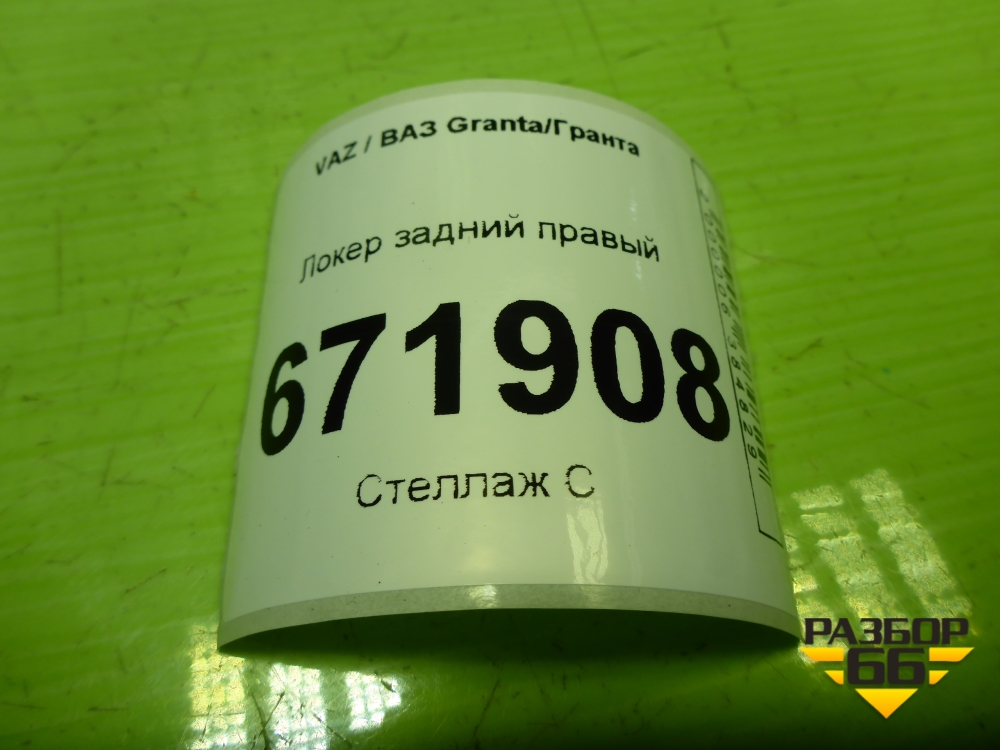 VAZ / ВАЗ Granta/Гранта
Локер задний правый
671908
Стеллаж С
РАЗБОР
66